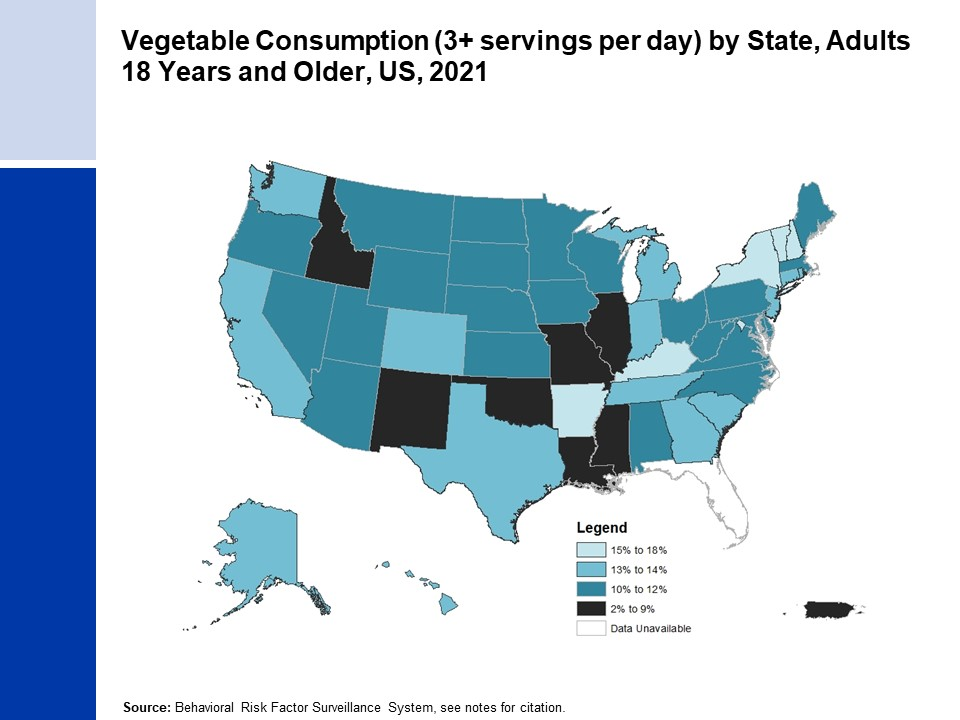 Vegetable Consumption (3+ servings per day) by State, Adults
18 Years and Older, US, 2021
Legend
15% to 18%
13% to 14%
10% to 12%
2% to 9%
Data Unavailable
Source: Behavioral Risk Factor Surveillance System, see notes for citation.